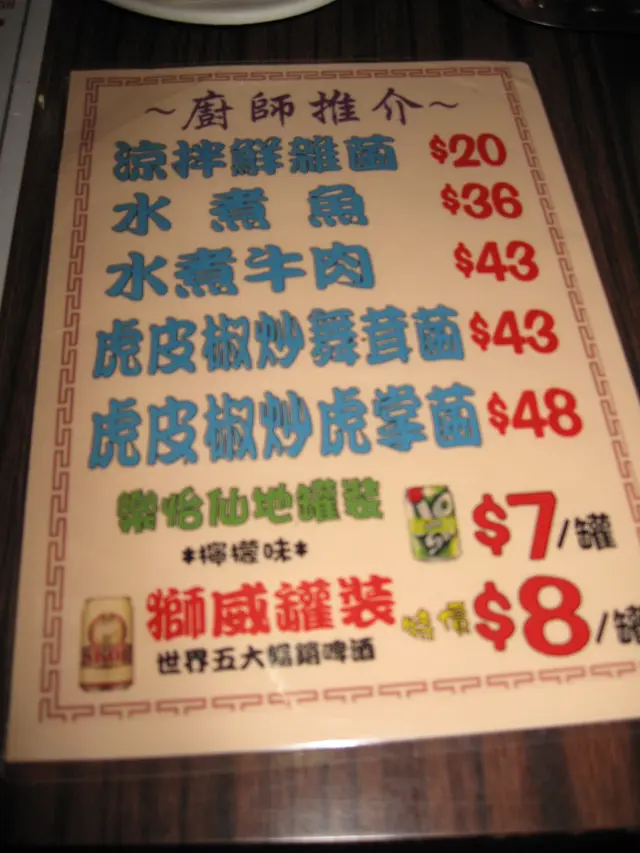 ~廚師推介~
涼拌鮮雜菌 $20
水煮魚 $36
水煮牛肉 $43
虎皮椒炒舞茸菌 $43
虎皮椒炒虎掌菌 $48
樂怡仙地罐裝 $7/罐
*檸檬味*
獅威罐裝 特價 $8/罐
世界五大暢銷啤酒